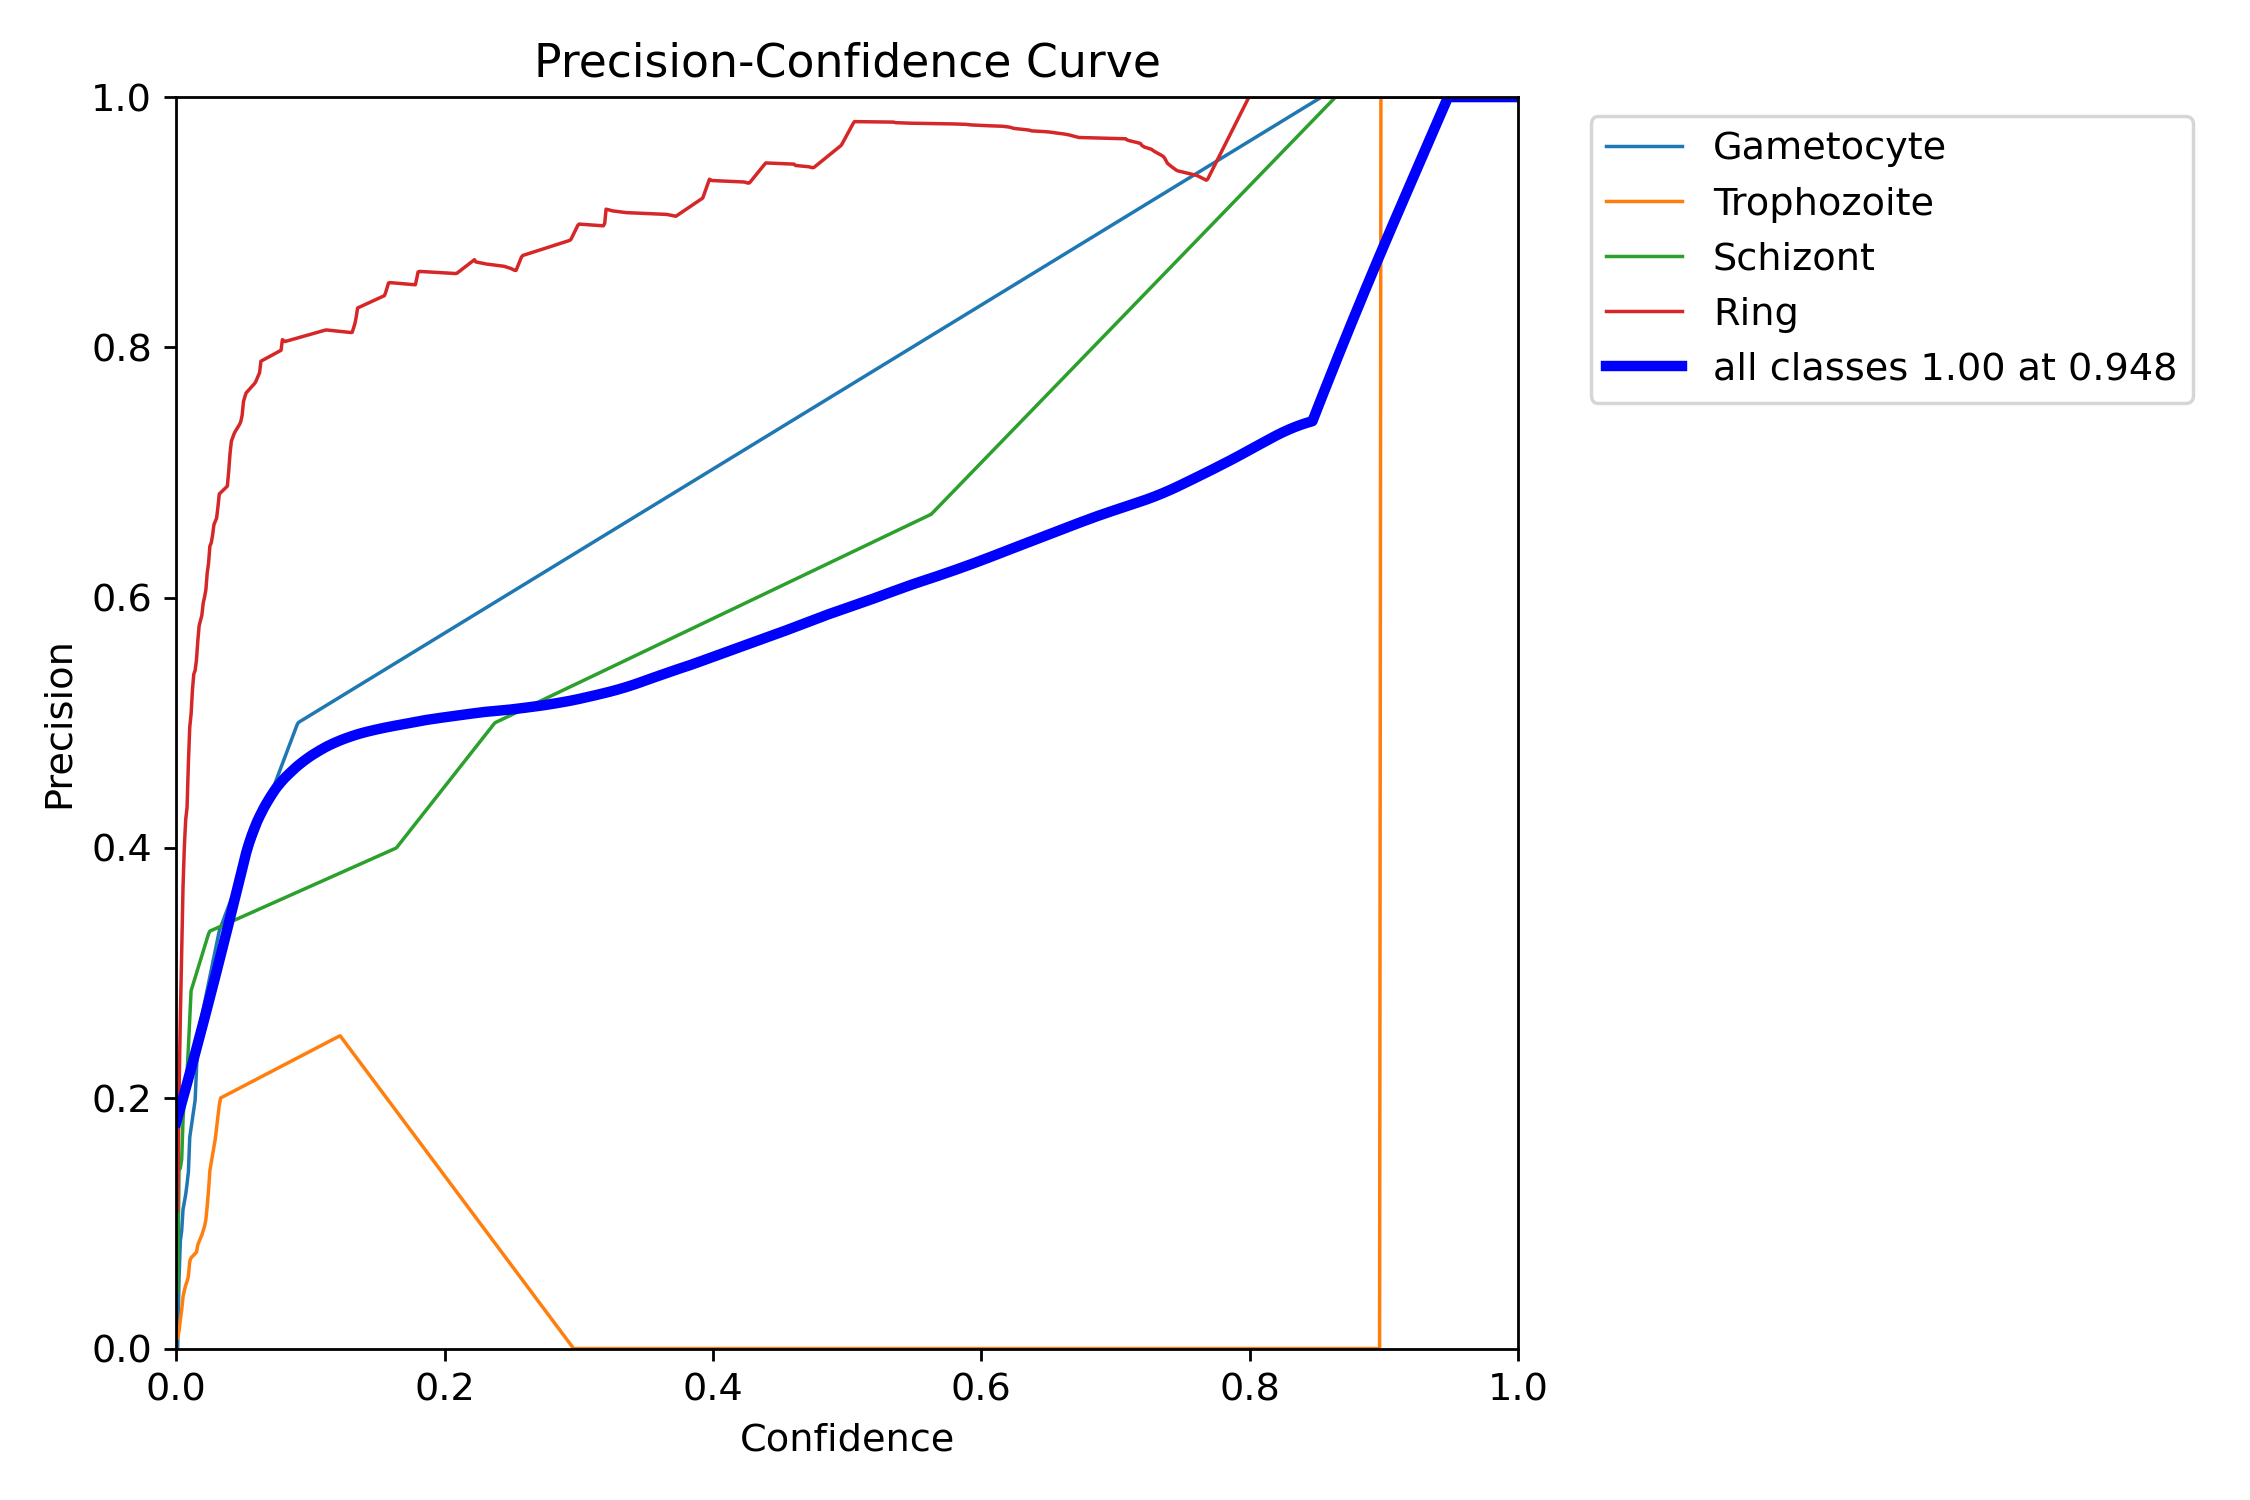 Precision-Confidence Curve
1.0
0.8
0.6
0.4
0.2
0.0
Precision
0.0 0.2 0.4 0.6 0.8 1.0
Confidence
Gametocyte
Trophozoite
Schizont
Ring
all classes 1.00 at 0.948